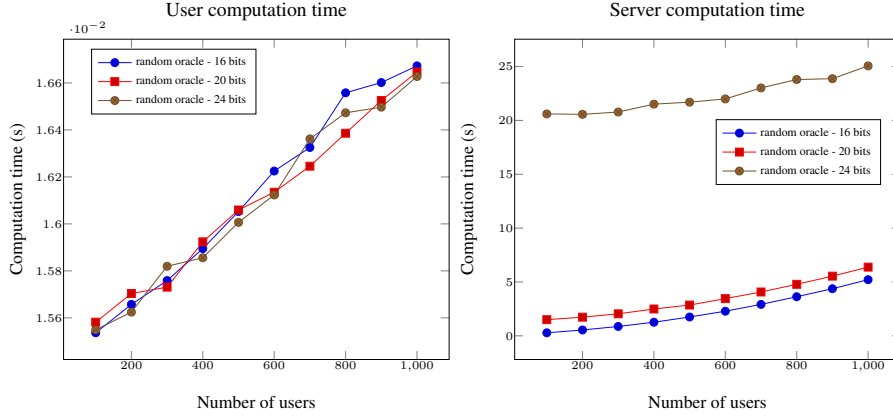 User computation time
·10⁻²
random oracle - 16 bits
random oracle - 20 bits
random oracle - 24 bits
1.66
1.64
1.62
1.6
1.58
1.56
Computation time (s)
200 400 600 800 1,000
Number of users
Server computation time
25
20
15
10
5
0
random oracle - 16 bits
random oracle - 20 bits
random oracle - 24 bits
Computation time (s)
200 400 600 800 1,000
Number of users